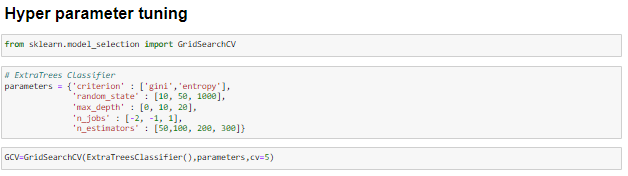 Hyper parameter tuning
from sklearn.model_selection import GridSearchCV
# ExtraTrees Classifier
parameters = {'criterion' : ['gini','entropy'],
'random_state' : [10, 50, 1000],
'max_depth' : [0, 10, 20],
'n_jobs' : [-2, -1, 1],
'n_estimators' : [50,100, 200, 300]}
GCV=GridSearchCV(ExtraTreesClassifier(),parameters,cv=5)